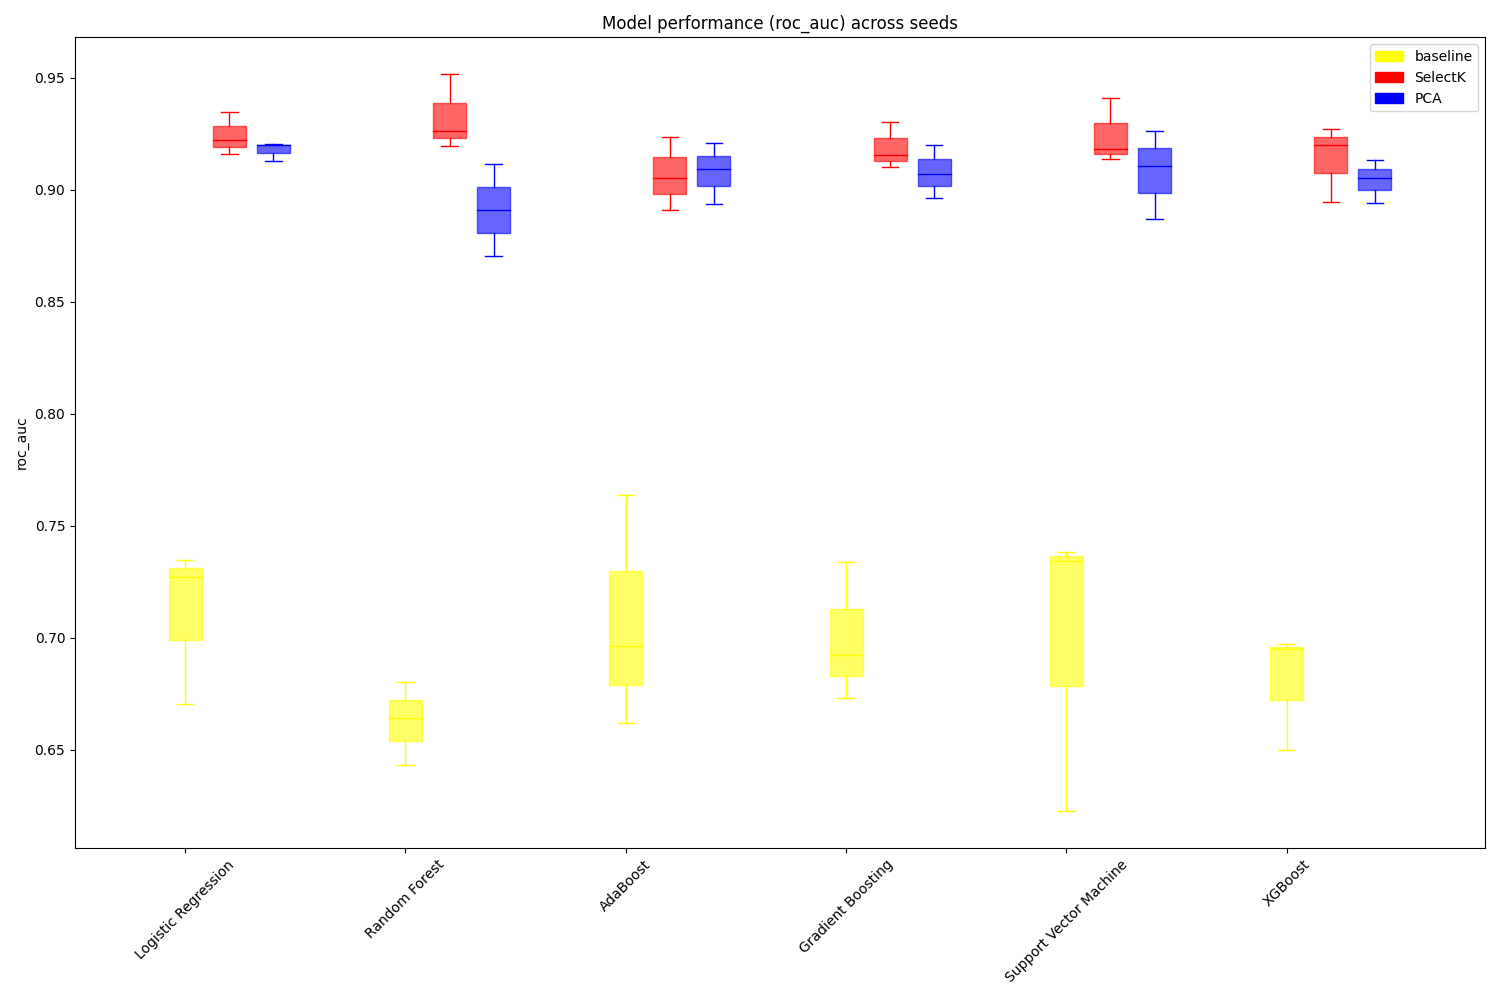 Model performance (roc_auc) across seeds
baseline
SelectK
PCA
0.95
0.90
0.85
0.80
0.75
0.70
0.65
roc_auc
Logistic Regression
Random Forest
AdaBoost
Gradient Boosting
Support Vector Machine
XGBoost